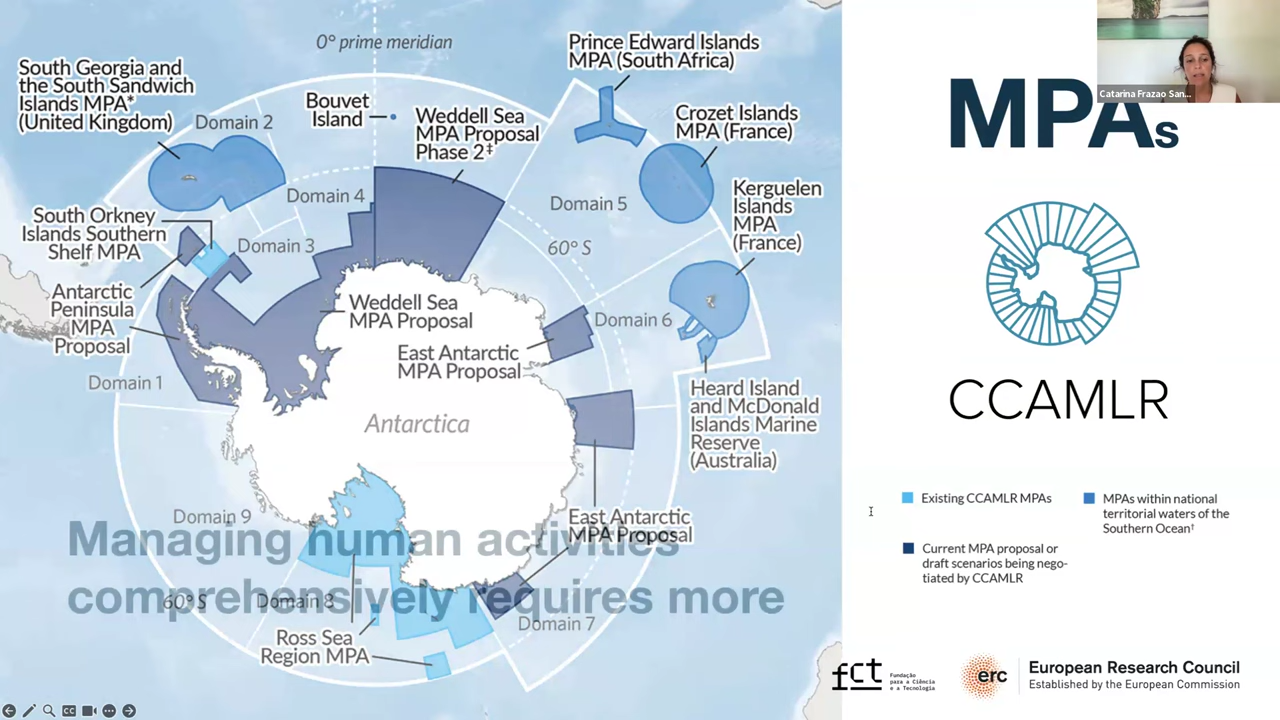 0° prime meridian
South Georgia and
the South Sandwich
Islands MPA*
(United Kingdom)
Domain 2
Bouvet
Island
Weddell Sea
MPA Proposal
Phase 2‡
Prince Edward Islands
MPA (South Africa)
Crozet Islands
MPA (France)
Kerguelen
Islands
MPA
(France)
Domain 4
Domain 5
South Orkney
Islands Southern
Shelf MPA
Domain 3
60° S
Antarctic
Peninsula
MPA
Proposal
Weddell Sea
MPA Proposal
Domain 6
East Antarctic
MPA Proposal
Domain 1
Heard Island
and McDonald
Islands Marine
Reserve
(Australia)
Antarctica
Domain 9
East Antarctic
MPA Proposal
Managing human activities
comprehensively requires more
60° S
Domain 8
Domain 7
Ross Sea
Region MPA
Catarina Frazao San...
MPAs
CCAMLR
Existing CCAMLR MPAs
MPAs within national
territorial waters of the
Southern Ocean†
Current MPA proposal or
draft scenarios being nego-
tiated by CCAMLR
fct
Fundação
para a Ciência
e a Tecnologia
erc
European Research Council
Established by the European Commission
CC